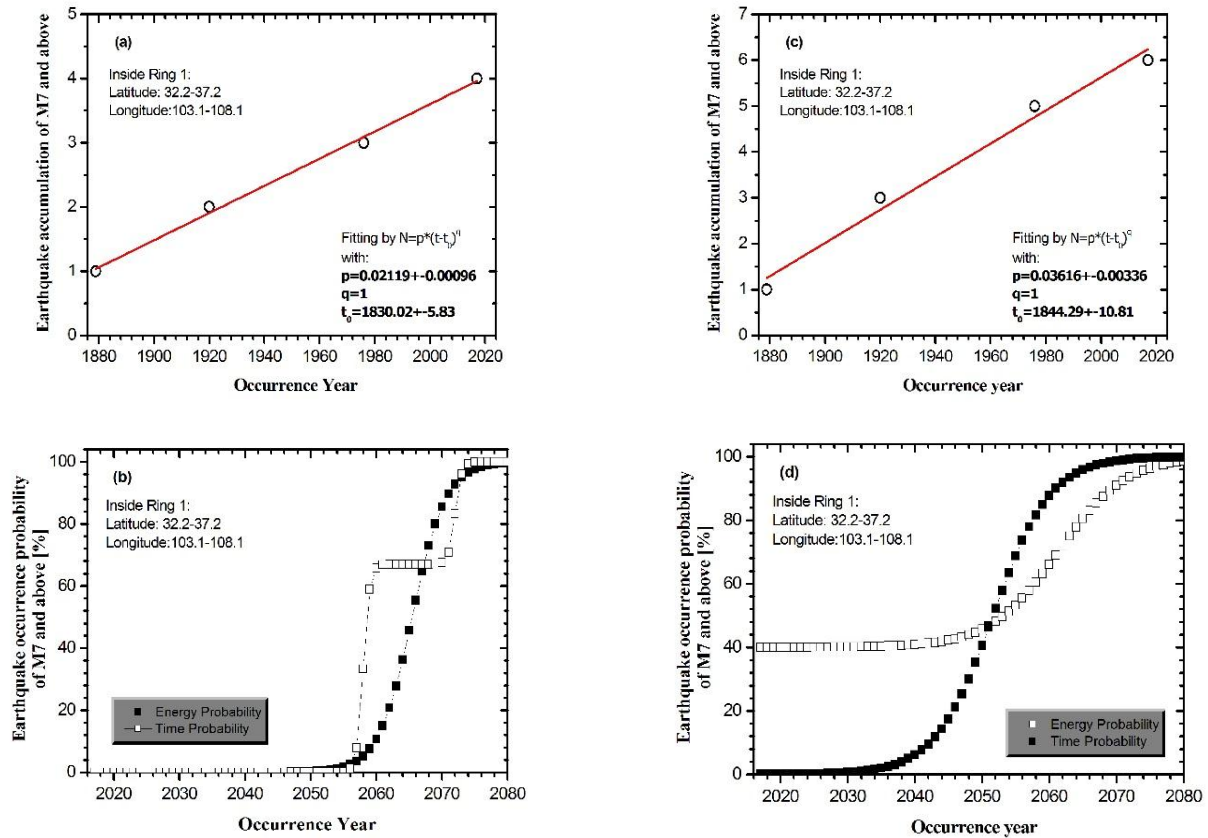 Earthquake accumulation of M7 and above
5
4
3
2
1
0
(a)
Inside Ring 1:
Latitude: 32.2-37.2
Longitude:103.1-108.1
Fitting by N=p*(t-t0)q
with:
p=0.02119+-0.00096
q=1
t0=1830.02+-5.83
1880 1900 1920 1940 1960 1980 2000 2020
Occurrence Year
Earthquake accumulation of M7 and above
7
6
5
4
3
2
1
0
(c)
Inside Ring 1:
Latitude: 32.2-37.2
Longitude:103.1-108.1
Fitting by N=p*(t-t0)q
with:
p=0.03616+-0.00336
q=1
t0=1844.29+-10.81
1880 1900 1920 1940 1960 1980 2000 2020
Occurrence year
Earthquake occurrence probability
of M7 and above [%]
100
80
60
40
20
0
(b)
Inside Ring 1:
Latitude: 32.2-37.2
Longitude:103.1-108.1
Energy Probability
Time Probability
2020 2030 2040 2050 2060 2070 2080
Occurrence Year
Earthquake occurrence probability
of M7 and above [%]
100
80
60
40
20
0
(d)
Inside Ring 1:
Latitude: 32.2-37.2
Longitude:103.1-108.1
Energy Probability
Time Probability
2020 2030 2040 2050 2060 2070 2080
Occurrence year